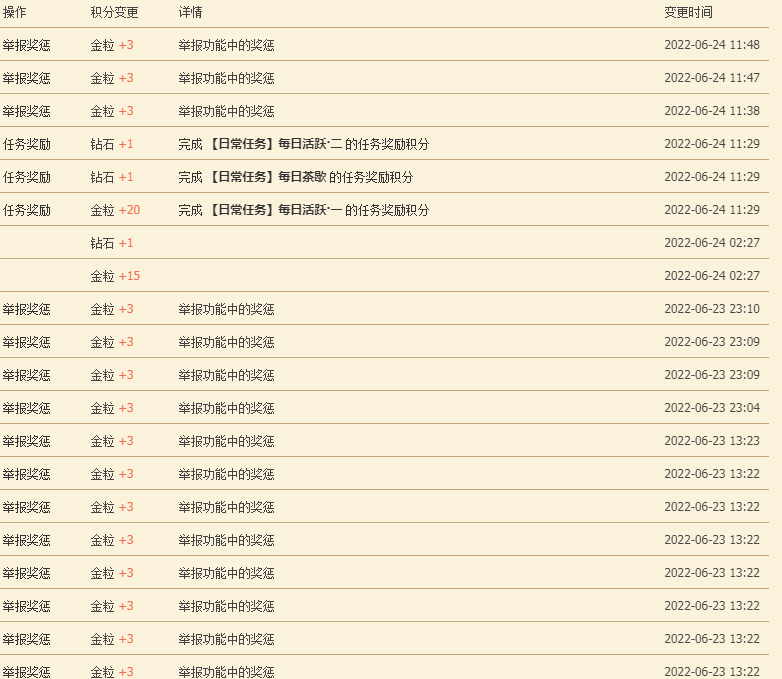 操作 积分变更 详情 变更时间
举报奖惩 金粒 +3 举报功能中的奖惩 2022-06-24 11:48
举报奖惩 金粒 +3 举报功能中的奖惩 2022-06-24 11:47
举报奖惩 金粒 +3 举报功能中的奖惩 2022-06-24 11:38
任务奖励 钻石 +1 完成 【日常任务】每日活跃·二 的任务奖励积分 2022-06-24 11:29
任务奖励 钻石 +1 完成 【日常任务】每日茶歇 的任务奖励积分 2022-06-24 11:29
任务奖励 金粒 +20 完成 【日常任务】每日活跃·一 的任务奖励积分 2022-06-24 11:29
钻石 +1 2022-06-24 02:27
金粒 +15 2022-06-24 02:27
举报奖惩 金粒 +3 举报功能中的奖惩 2022-06-23 23:10
举报奖惩 金粒 +3 举报功能中的奖惩 2022-06-23 23:09
举报奖惩 金粒 +3 举报功能中的奖惩 2022-06-23 23:09
举报奖惩 金粒 +3 举报功能中的奖惩 2022-06-23 23:04
举报奖惩 金粒 +3 举报功能中的奖惩 2022-06-23 13:23
举报奖惩 金粒 +3 举报功能中的奖惩 2022-06-23 13:22
举报奖惩 金粒 +3 举报功能中的奖惩 2022-06-23 13:22
举报奖惩 金粒 +3 举报功能中的奖惩 2022-06-23 13:22
举报奖惩 金粒 +3 举报功能中的奖惩 2022-06-23 13:22
举报奖惩 金粒 +3 举报功能中的奖惩 2022-06-23 13:22
举报奖惩 金粒 +3 举报功能中的奖惩 2022-06-23 13:22
举报奖惩 金粒 +3 举报功能中的奖惩 2022-06-23 13:22